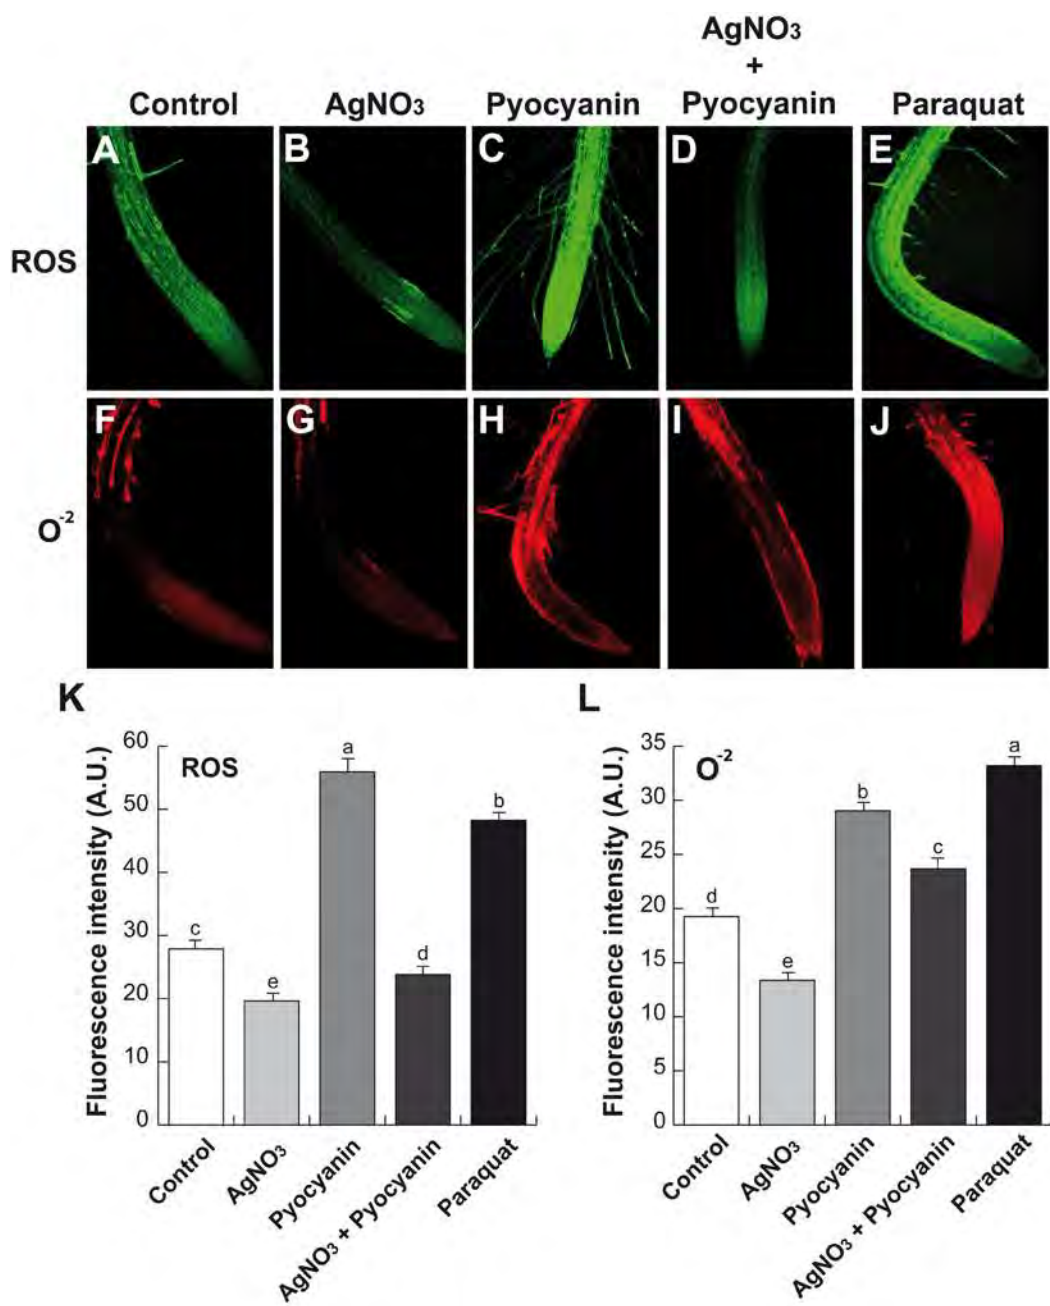 AgNO3
+
Control AgNO3 Pyocyanin Pyocyanin Paraquat
A B C D E
ROS
F G H I J
O-2
K
60
50
40
30
20
10
0
Fluorescence intensity (A.U.)
ROS
c
e
a
d
b
Control
AgNO3
Pyocyanin
AgNO3 + Pyocyanin
Paraquat
L
35
30
25
20
15
10
5
0
Fluorescence intensity (A.U.)
O-2
d
e
b
c
a
Control
AgNO3
Pyocyanin
AgNO3 + Pyocyanin
Paraquat